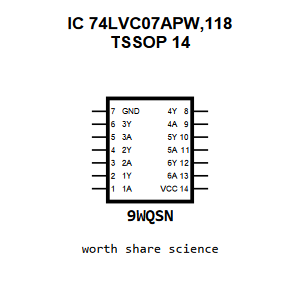 IC 74LVC07APW,118
TSSOP 14
7 GND 4Y 8
6 3Y 4A 9
5 3A 5Y 10
4 2Y 5A 11
3 2A 6Y 12
2 1Y 6A 13
1 1A VCC 14
9WQSN
worth share science